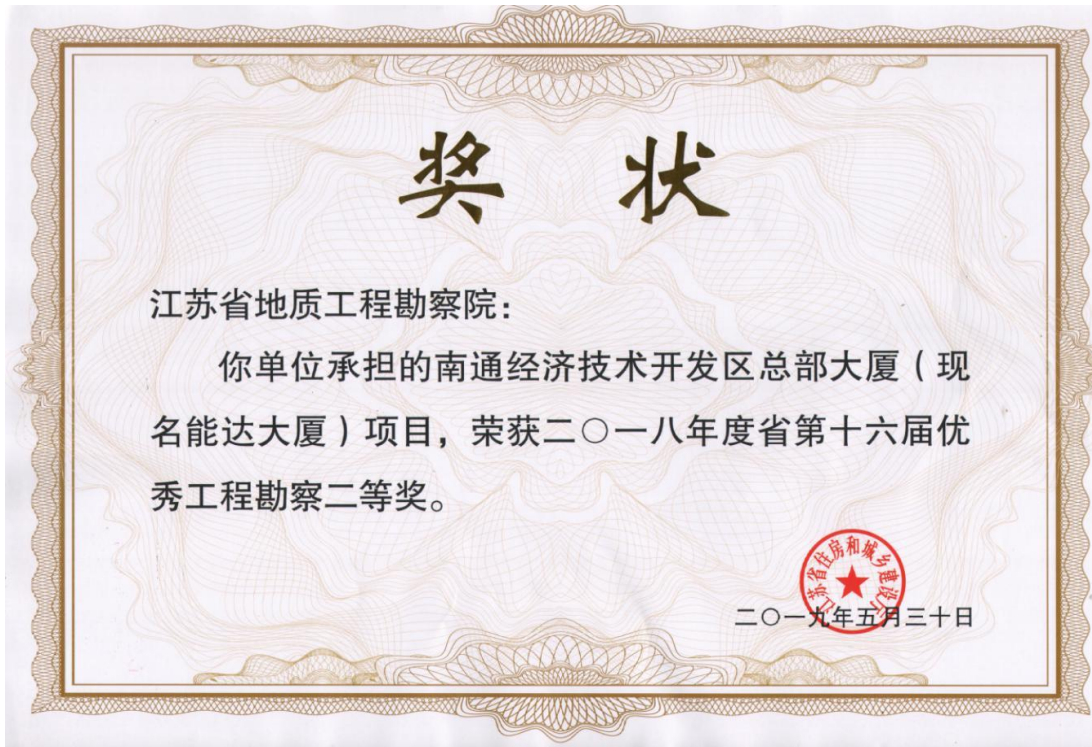 奖状
江苏省地质工程勘察院：
你单位承担的南通经济技术开发区总部大厦（现
名能达大厦）项目，荣获二〇一八年度省第十六届优
秀工程勘察二等奖。
江苏省住房和城乡建设厅
二〇一九年五月三十日